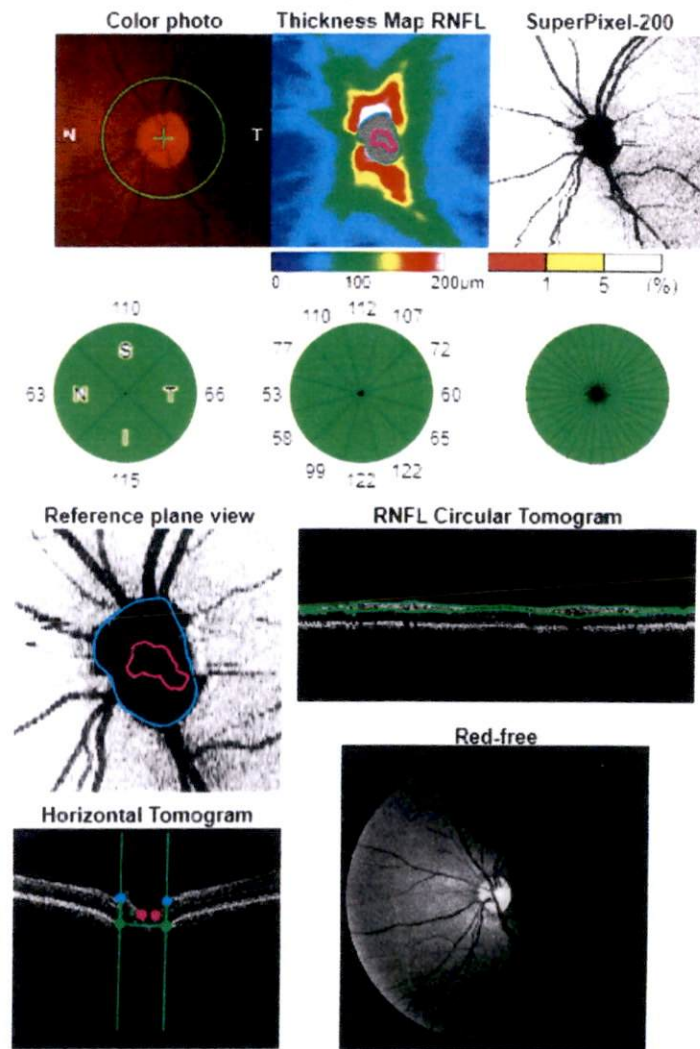 Color photo Thickness Map RNFL SuperPixel-200
N T
0 100 200µm 1 5 (%)
110
S
63 N T 66
I
115
110 112 107
77 72
53 60
58 65
99 122 122
Reference plane view
RNFL Circular Tomogram
Red-free
Horizontal Tomogram